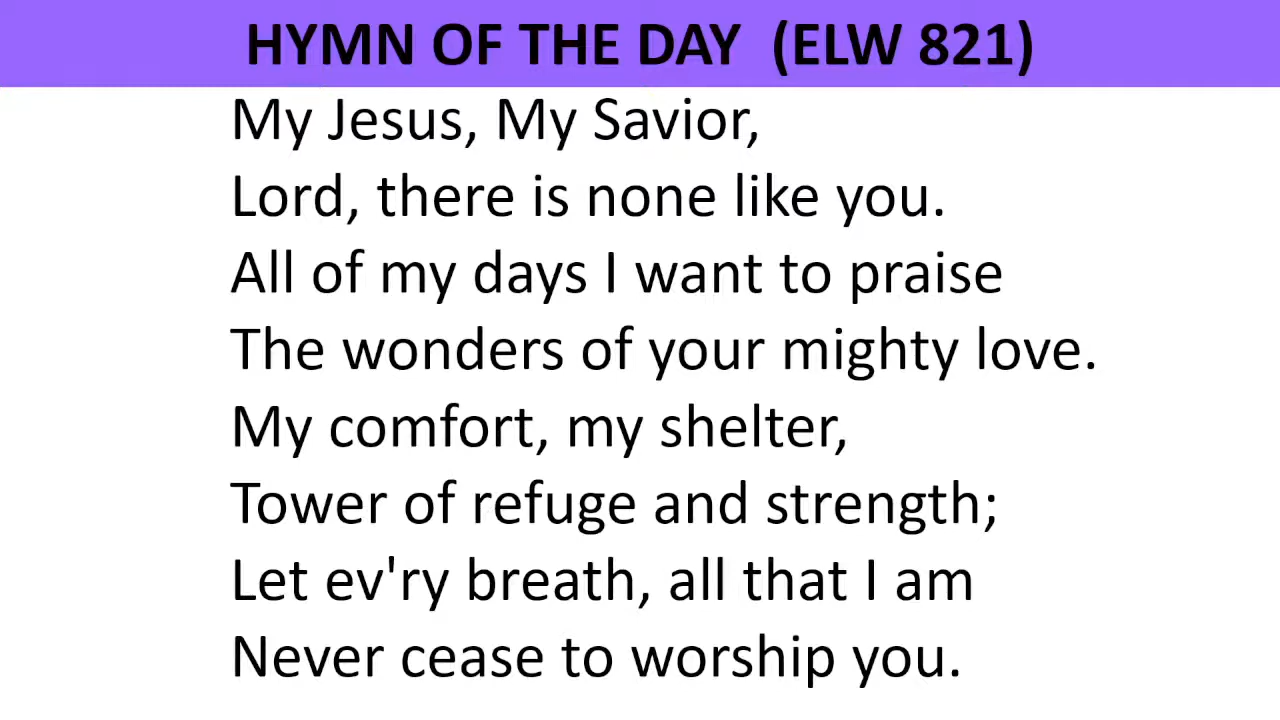 HYMN OF THE DAY  (ELW 821)
My Jesus, My Savior,
Lord, there is none like you.
All of my days I want to praise
The wonders of your mighty love.
My comfort, my shelter,
Tower of refuge and strength;
Let ev'ry breath, all that I am
Never cease to worship you.